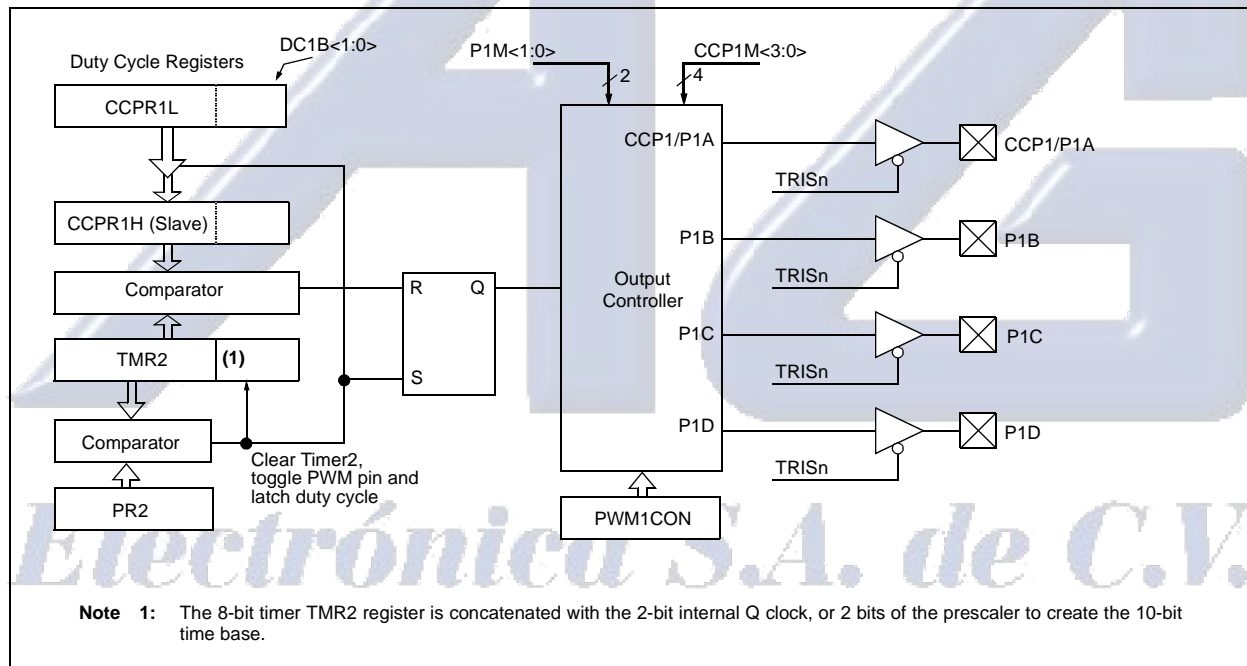 DC1B<1:0>
Duty Cycle Registers
CCPR1L
CCPR1H (Slave)
Comparator
TMR2
(1)
Comparator
PR2
Clear Timer2,
toggle PWM pin and
latch duty cycle
R
Q
S
P1M<1:0>
2
CCP1M<3:0>
4
Output
Controller
CCP1/P1A
P1B
P1C
P1D
PWM1CON
TRISn
CCP1/P1A
TRISn
P1B
TRISn
P1C
TRISn
P1D
Electrónica S.A. de C.V.
Note 1: The 8-bit timer TMR2 register is concatenated with the 2-bit internal Q clock, or 2 bits of the prescaler to create the 10-bit
time base.